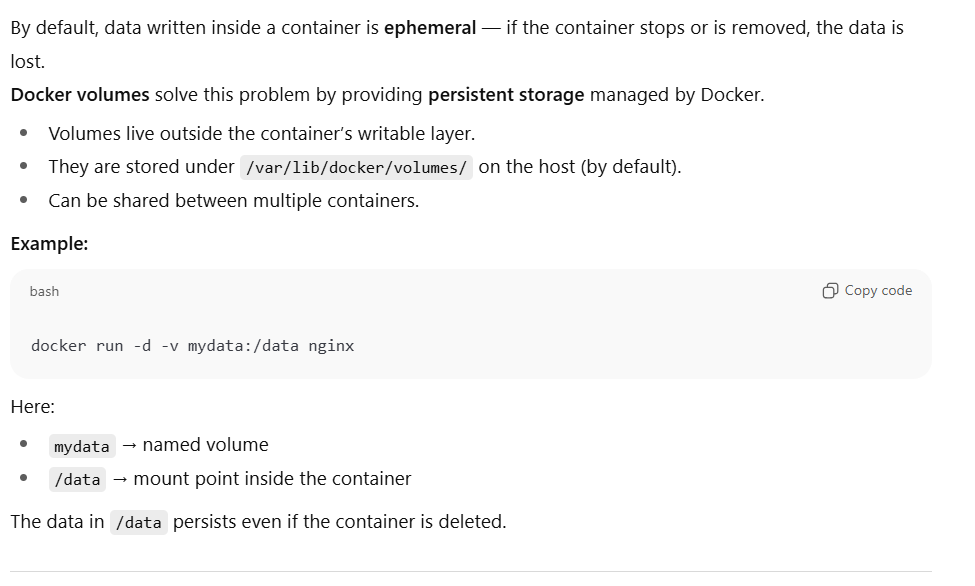 By default, data written inside a container is ephemeral — if the container stops or is removed, the data is
lost.
Docker volumes solve this problem by providing persistent storage managed by Docker.
• Volumes live outside the container’s writable layer.
• They are stored under /var/lib/docker/volumes/ on the host (by default).
• Can be shared between multiple containers.
Example:
bash
Copy code
docker run -d -v mydata:/data nginx
Here:
• mydata → named volume
• /data → mount point inside the container
The data in /data persists even if the container is deleted.